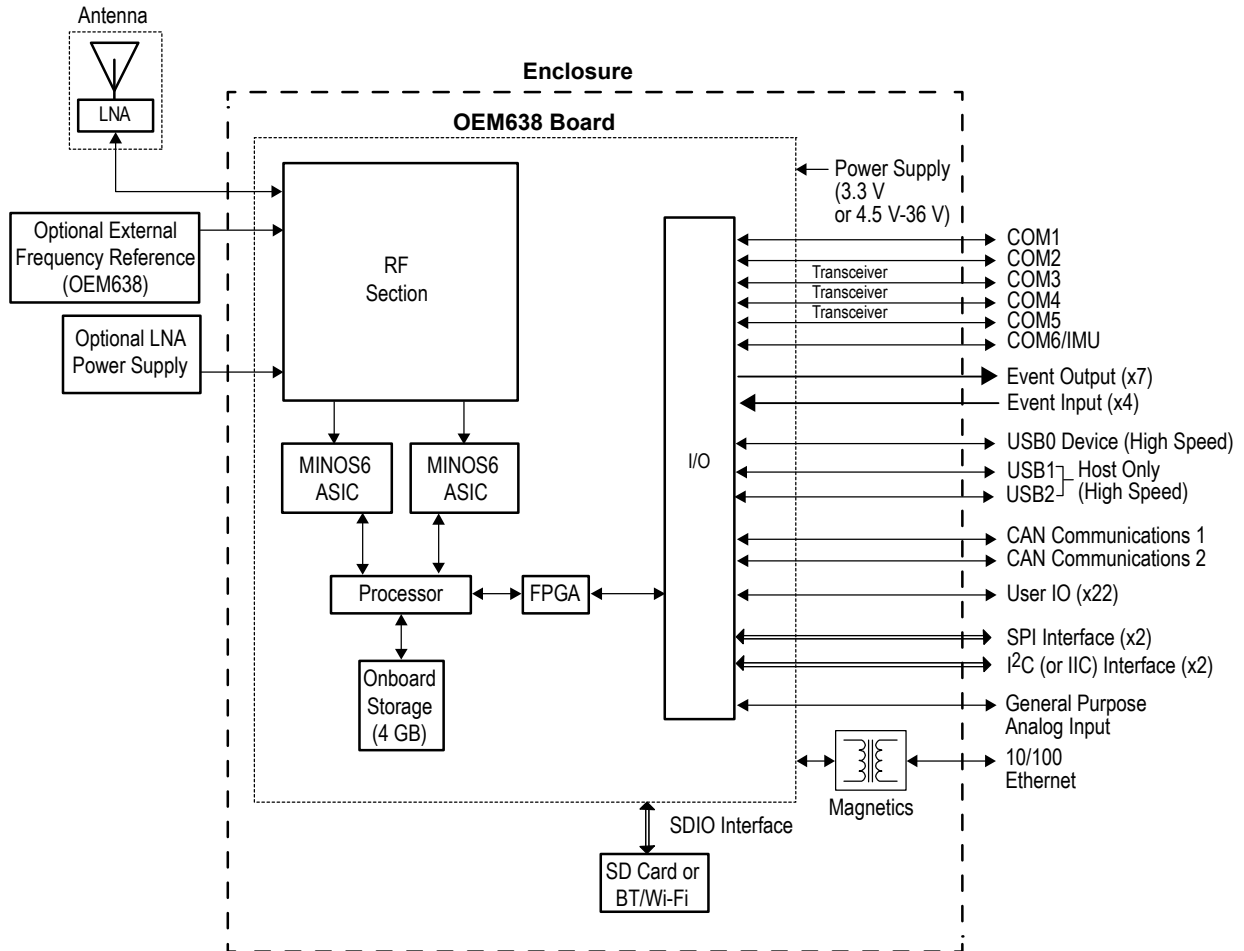 Antenna
LNA
Enclosure
OEM638 Board
Power Supply
(3.3 V
or 4.5 V-36 V)
Optional External
Frequency Reference
(OEM638)
Optional LNA
Power Supply
RF
Section
MINOS6
ASIC
MINOS6
ASIC
Processor
FPGA
Onboard
Storage
(4 GB)
I/O
COM1
COM2
Transceiver
COM3
Transceiver
COM4
Transceiver
COM5
COM6/IMU
Event Output (x7)
Event Input (x4)
USB0 Device (High Speed)
USB1
USB2
Host Only
(High Speed)
CAN Communications 1
CAN Communications 2
User IO (x22)
SPI Interface (x2)
I²C (or IIC) Interface (x2)
General Purpose
Analog Input
10/100
Ethernet
Magnetics
SDIO Interface
SD Card or
BT/Wi-Fi